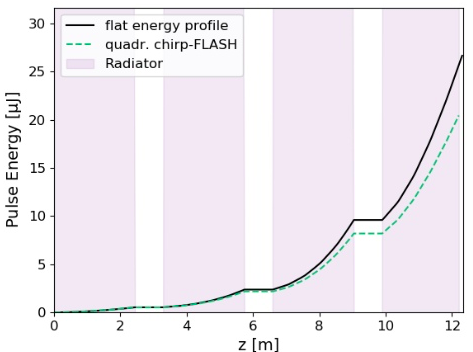 flat energy profile
quadr. chirp-FLASH
Radiator
Pulse Energy [μJ]
30
25
20
15
10
5
0
0 2 4 6 8 10 12
z [m]